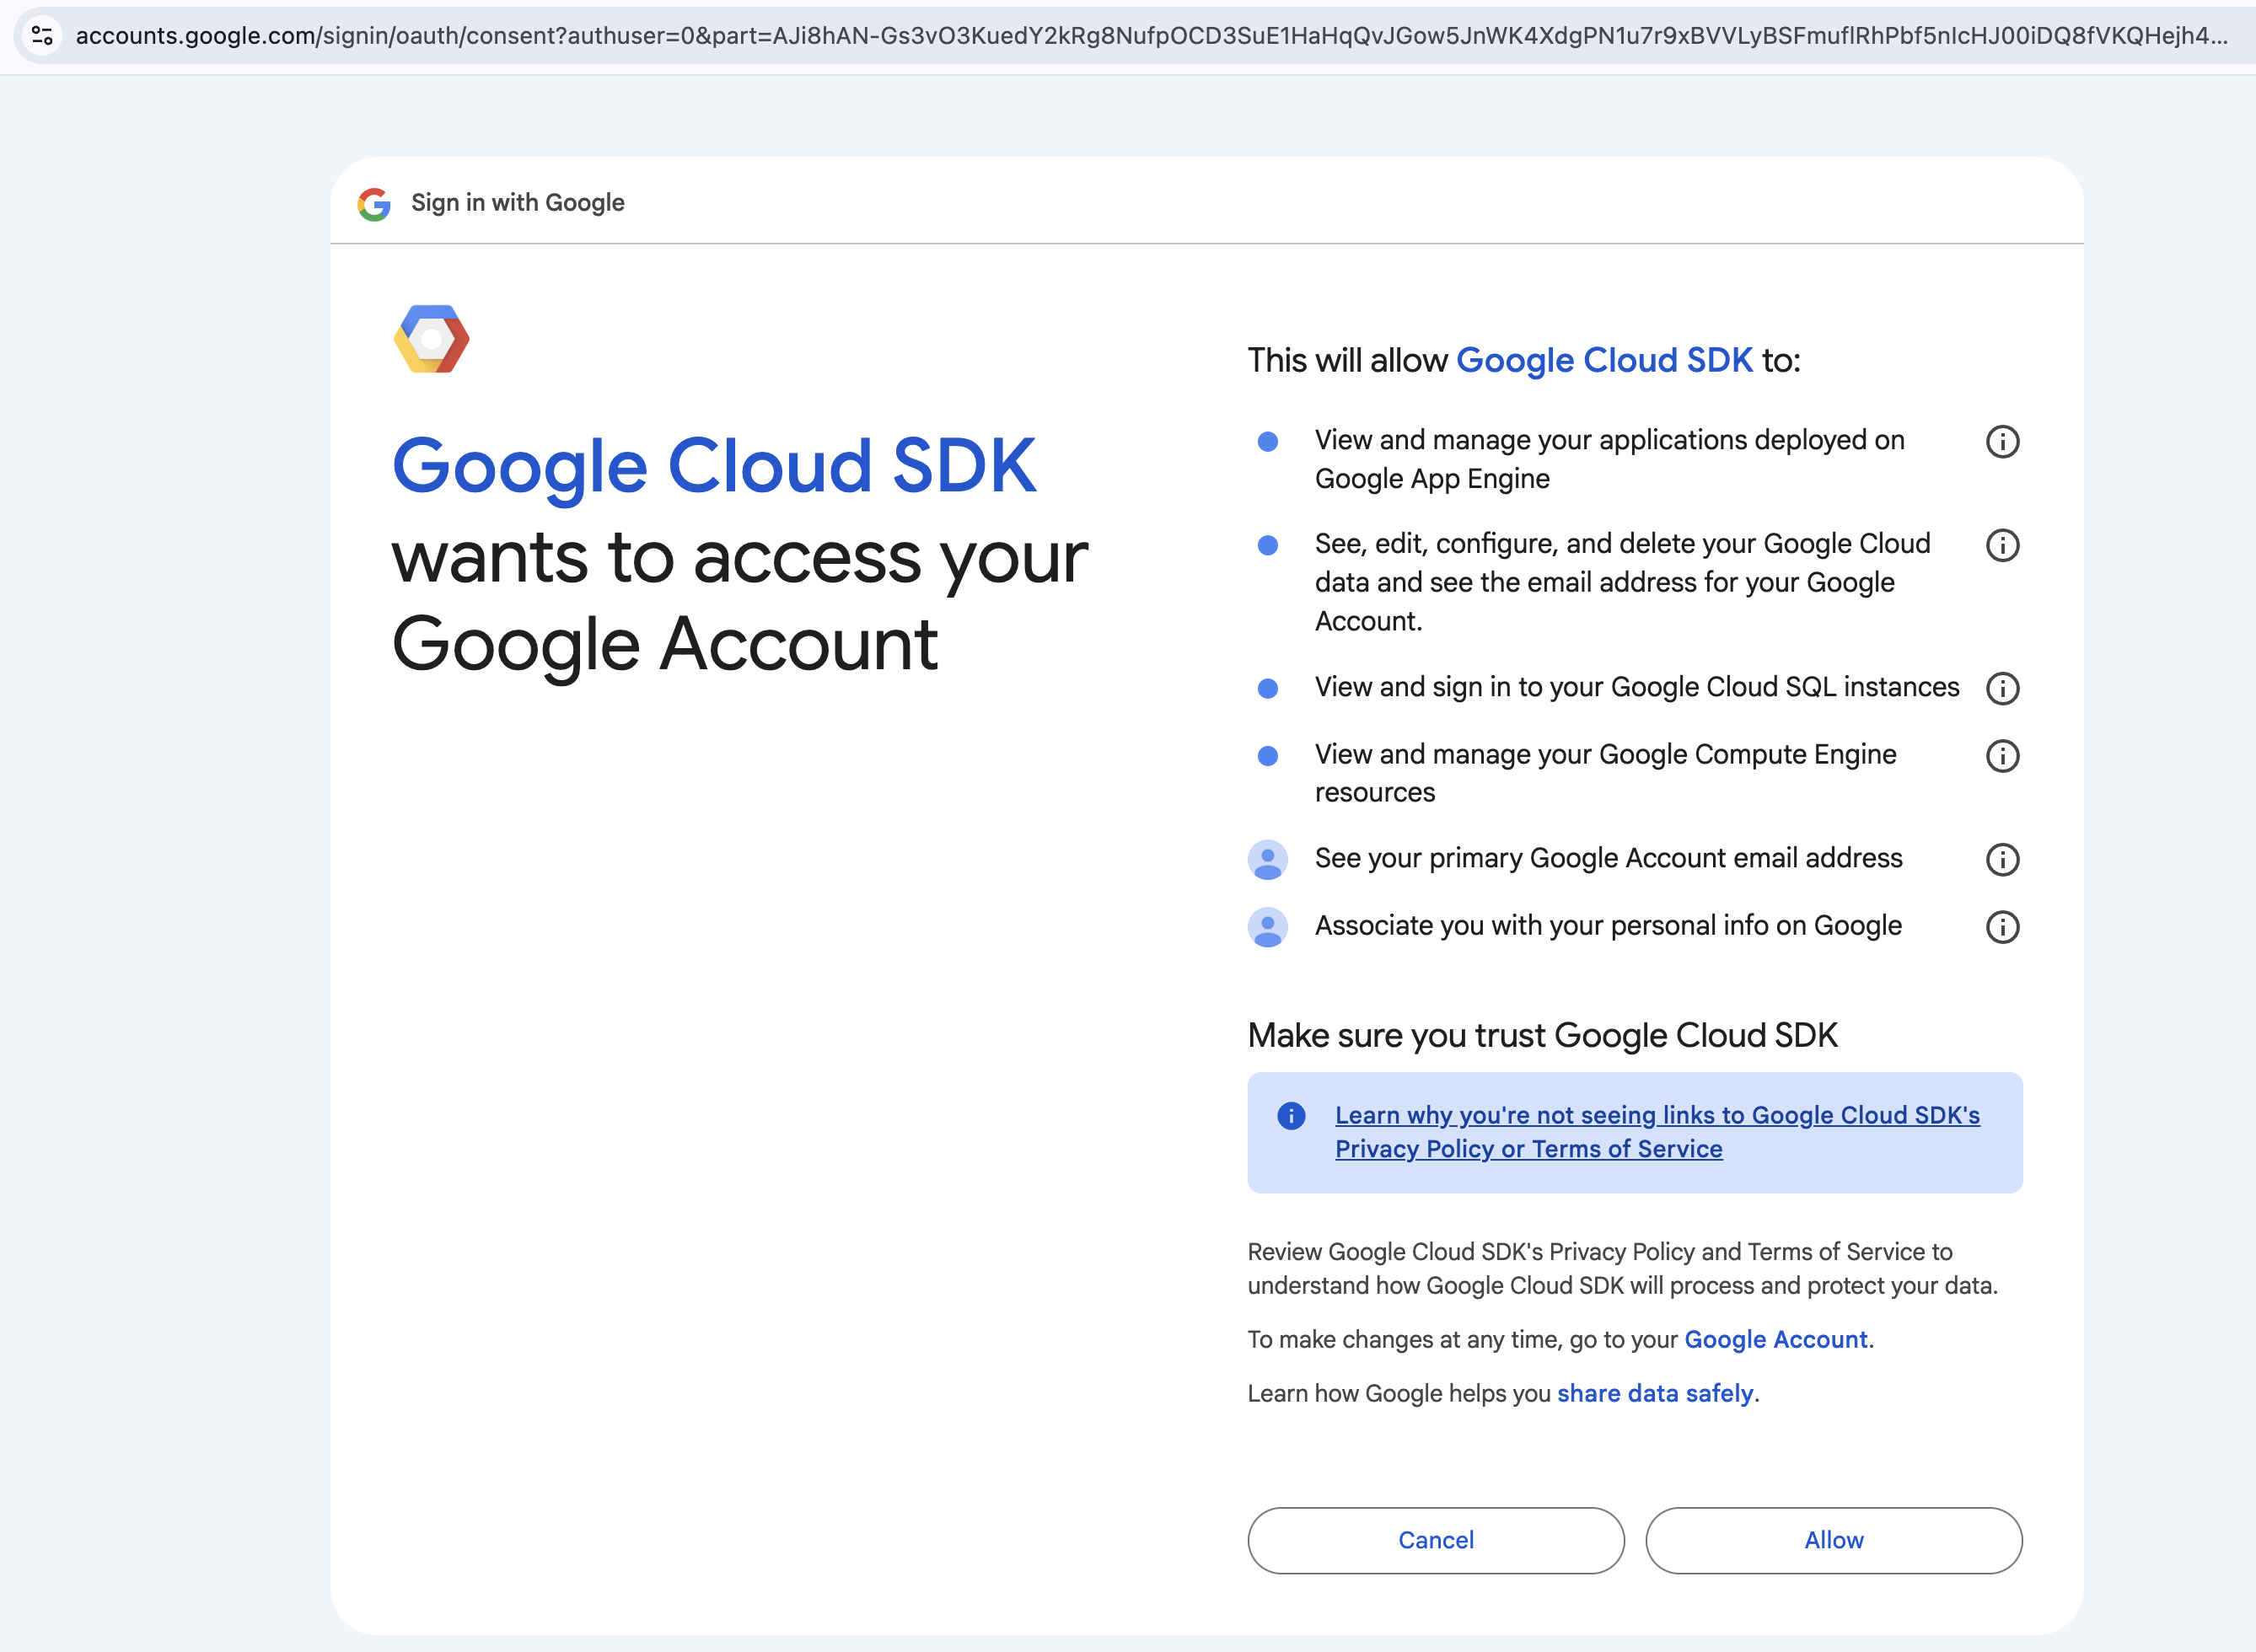 accounts.google.com/signin/oauth/consent?authuser=0&part=AJi8hAN-Gs3vO3KuedY2kRg8NufpOCD3SuE1HaHqQvJGow5JnWK4XdgPN1u7r9xBVVLyBSFmuflRhPbf5nIcHJ00iDQ8fVKQHejh4...
Sign in with Google
Google Cloud SDK
wants to access your
Google Account
This will allow Google Cloud SDK to:
View and manage your applications deployed on
Google App Engine
See, edit, configure, and delete your Google Cloud
data and see the email address for your Google
Account.
View and sign in to your Google Cloud SQL instances
View and manage your Google Compute Engine
resources
See your primary Google Account email address
Associate you with your personal info on Google
Make sure you trust Google Cloud SDK
Learn why you're not seeing links to Google Cloud SDK's
Privacy Policy or Terms of Service
Review Google Cloud SDK's Privacy Policy and Terms of Service to
understand how Google Cloud SDK will process and protect your data.
To make changes at any time, go to your Google Account.
Learn how Google helps you share data safely.
Cancel
Allow